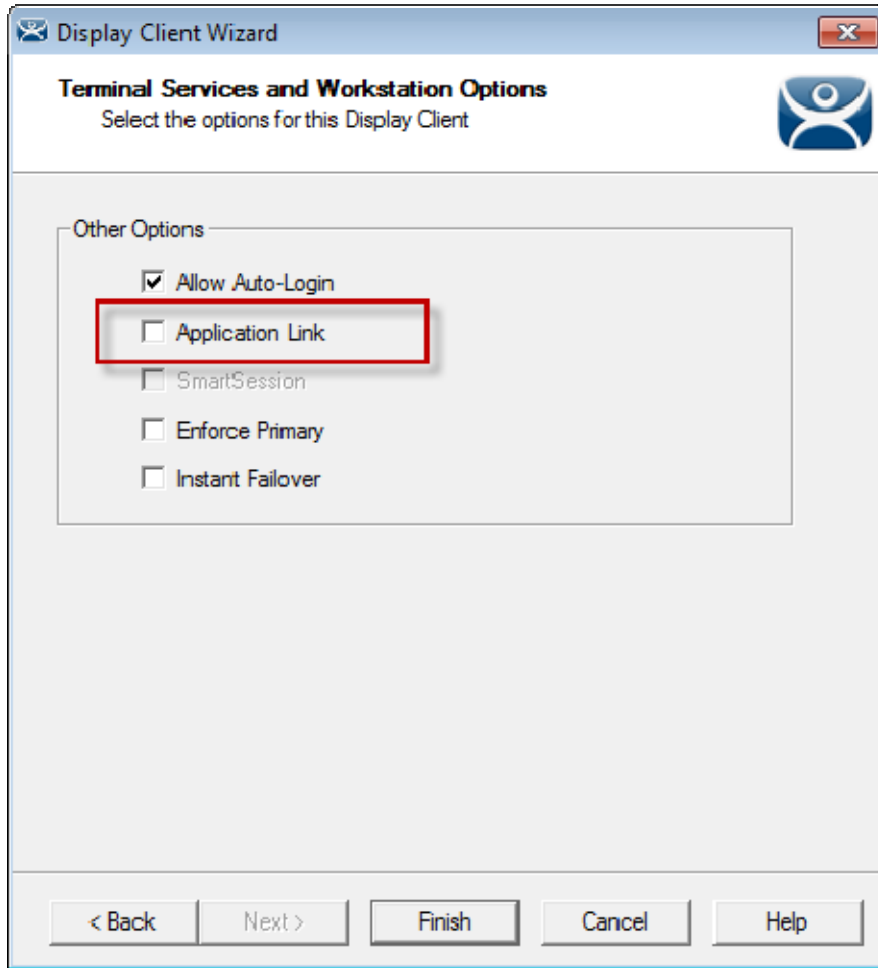 Display Client Wizard
Terminal Services and Workstation Options
Select the options for this Display Client
Other Options
Allow Auto-Login
Application Link
SmartSession
Enforce Primary
Instant Failover
< Back Next > Finish Cancel Help